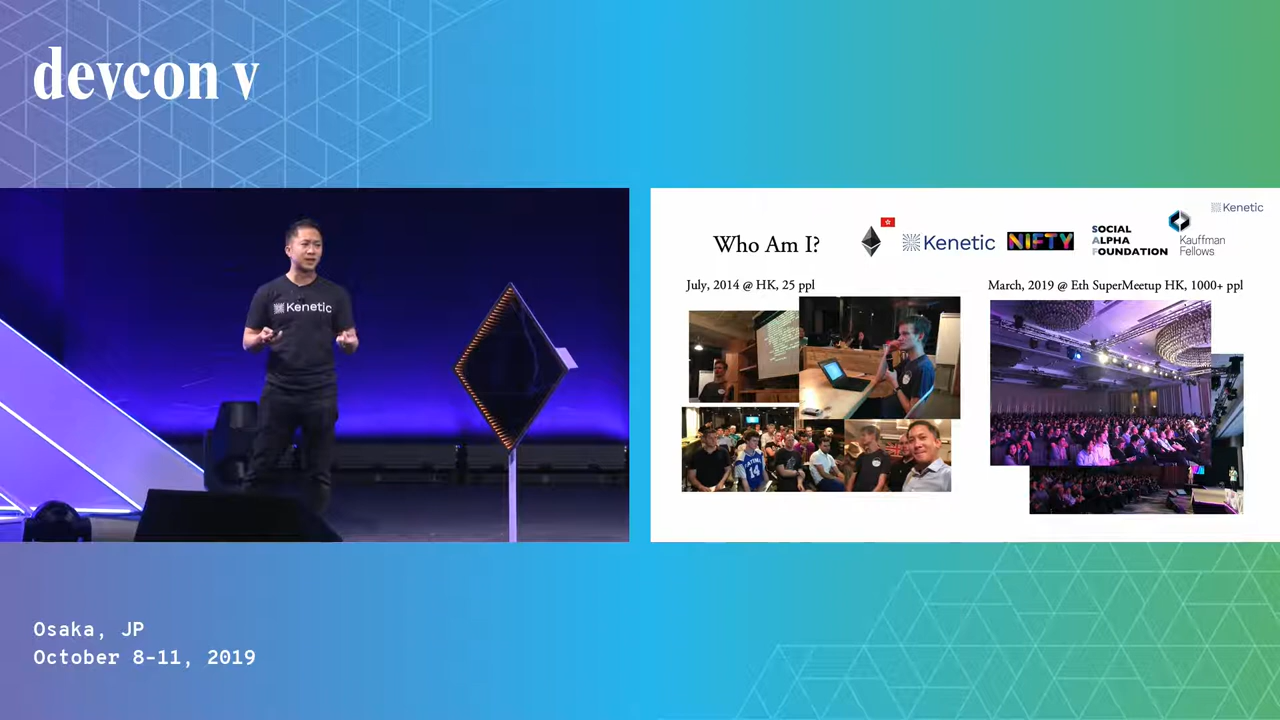 devcon v
Kenetic
Kenetic
Who Am I?
Kenetic
NIFTY
SOCIAL
ALPHA
FOUNDATION
Kauffman
Fellows
July, 2014 @ HK, 25 ppl
March, 2019 @ Eth SuperMeetup HK, 1000+ ppl
14
Osaka, JP
October 8-11, 2019